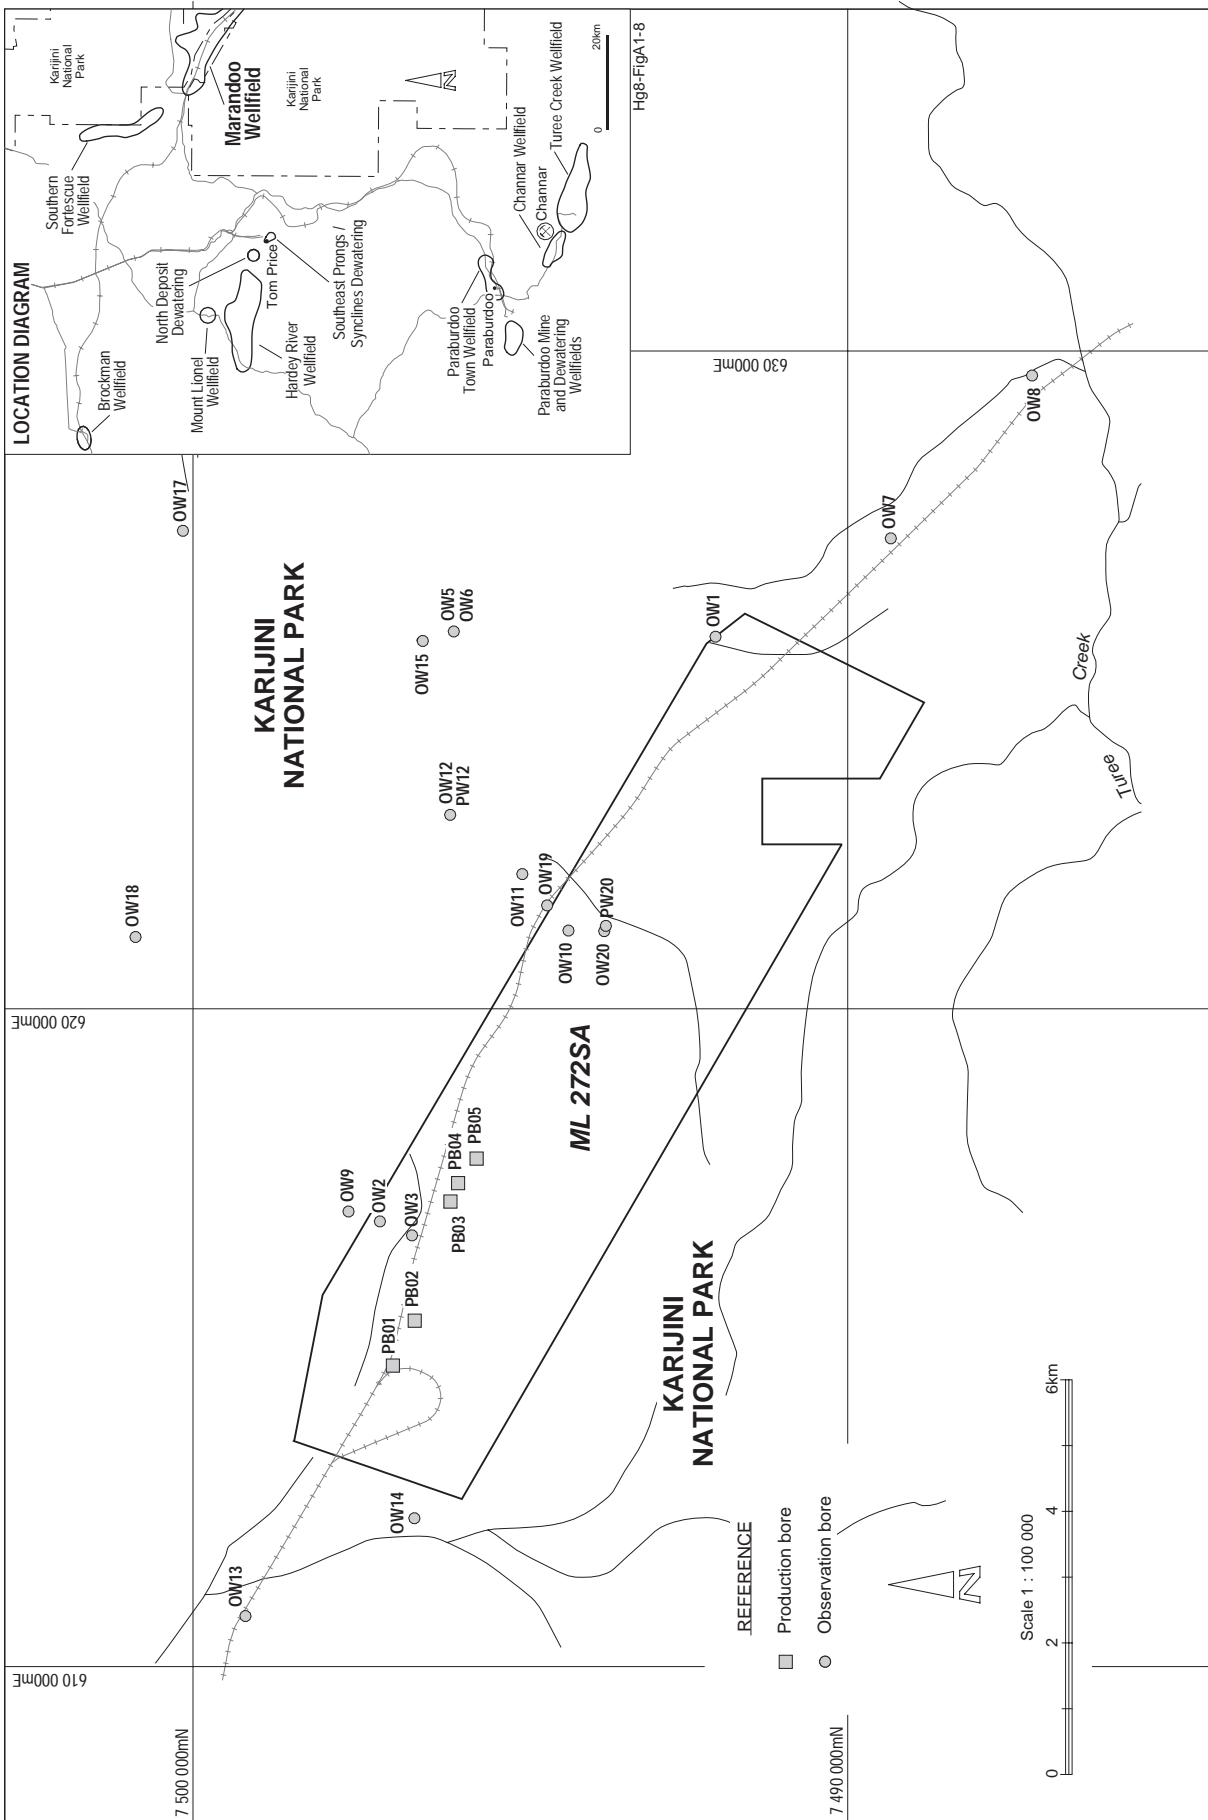 LOCATION DIAGRAM
Brockman
Wellfield
Southern
Fortescue
Wellfield
Karijini
National
Park
Marandoo
Wellfield
Karijini
National
Park
North Deposit
Dewatering
Mount Lionel
Wellfield
Tom Price
Hardey River
Wellfield
Southeast Prongs /
Synclines Dewatering
Paraburdoo
Town Wellfield
Paraburdoo
Paraburdoo Mine
and Dewatering
Wellfields
Channar Wellfield
Channar
Turee Creek Wellfield
N
0
20km
Hg8-FigA1-8
610 000mE
620 000mE
630 000mE
7 500 000mN
7 490 000mN
KARIJINI
NATIONAL PARK
OW17
OW18
OW15
OW5
OW6
OW12
PW12
OW11
OW19
OW10
OW20
PW20
OW1
OW7
OW8
OW9
OW2
OW3
PB01
PB02
PB03
PB04
PB05
OW13
OW14
ML 272SA
KARIJINI
NATIONAL PARK
Turee
Creek
REFERENCE
Production bore
Observation bore
N
Scale 1 : 100 000
0
2
4
6km